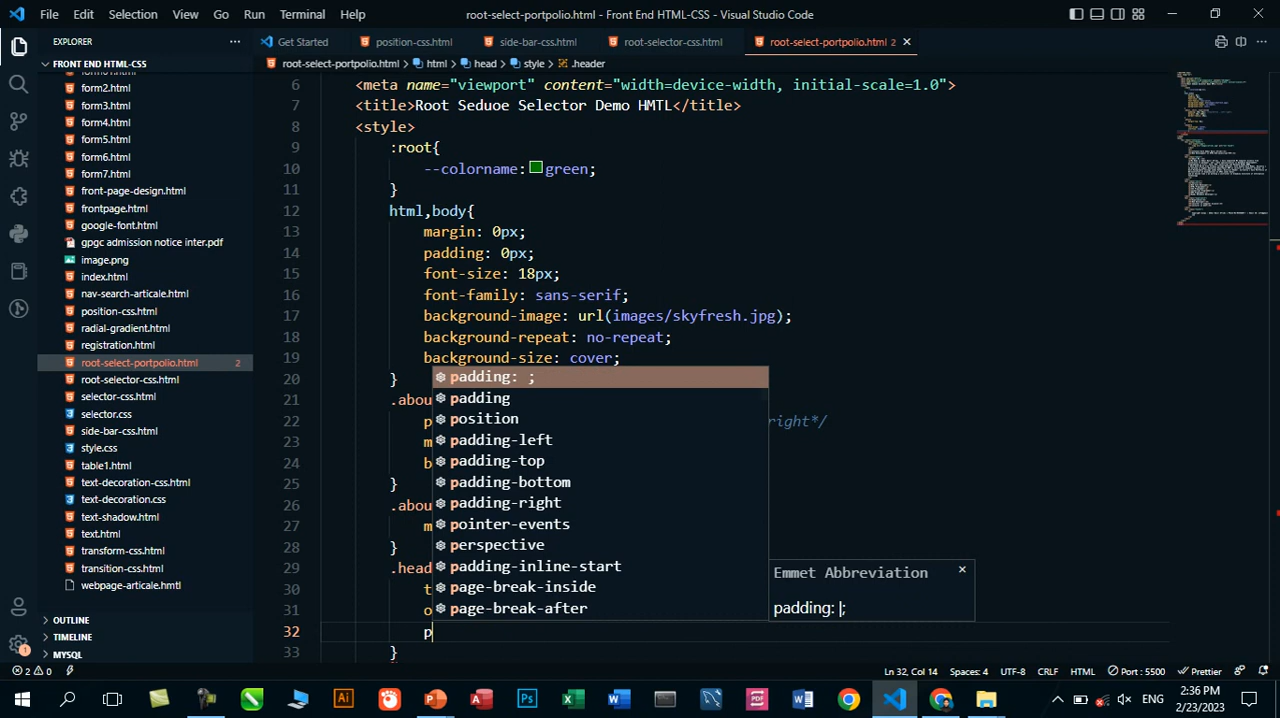 File Edit Selection View Go Run Terminal Help root-select-portpolio.html - Front End HTML-CSS - Visual Studio Code
EXPLORER
Get Started position-css.html side-bar-css.html root-selector-css.html root-select-portpolio.html 2
FRONT END HTML-CSS
root-select-portpolio.html > html > head > style > .header
form2.html
form3.html
form4.html
form5.html
form6.html
form7.html
front-page-design.html
frontpage.html
google-font.html
gpgc admission notice inter.pdf
image.png
index.html
nav-search-articale.html
position-css.html
radial-gradient.html
registration.html
root-select-portpolio.html 2
root-selector-css.html
selector-css.html
selector.css
side-bar-css.html
style.css
table1.html
text-decoration-css.html
text-decoration.css
text-shadow.html
text.html
transform-css.html
transition-css.html
webpage-articale.hmtl
OUTLINE
TIMELINE
MYSQL
6 <meta name="viewport" content="width=device-width, initial-scale=1.0">
7 <title>Root Seduoe Selector Demo HMTL</title>
8 <style>
9 :root{
10 --colorname: green;
11 }
12 html,body{
13 margin: 0px;
14 padding: 0px;
15 font-size: 18px;
16 font-family: sans-serif;
17 background-image: url(images/skyfresh.jpg);
18 background-repeat: no-repeat;
19 background-size: cover;
20 }
21 .abou
22 p right*/
23 m
24 b
25 }
26 .abou
27 m
28 }
29 .head
30 t
31 o
32 p
33 }
padding: ;
padding
position
padding-left
padding-top
padding-bottom
padding-right
pointer-events
perspective
padding-inline-start
page-break-inside
page-break-after
Emmet Abbreviation
padding: |;
2 0
Ln 32, Col 14 Spaces: 4 UTF-8 CRLF HTML Port : 5500 Prettier
ENG
2:36 PM
2/23/2023